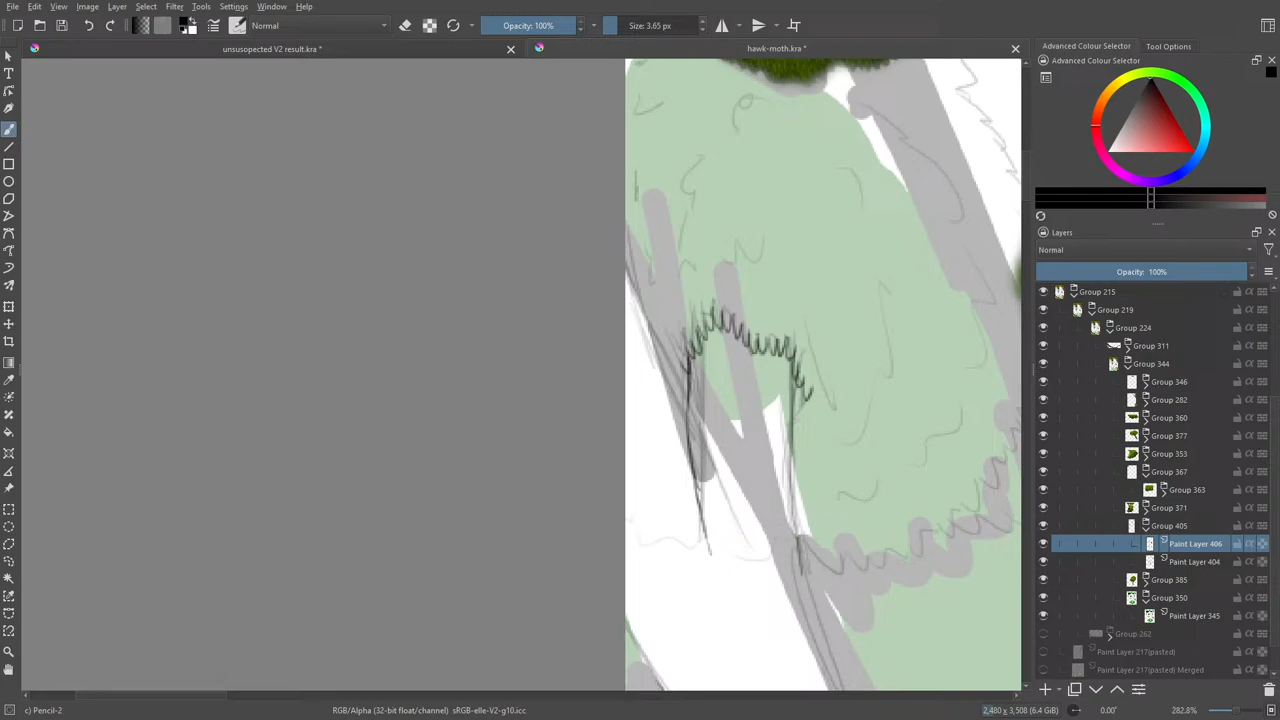 File Edit View Image Layer Select Filter Tools Settings Window Help
Normal Opacity: 100% Size: 3.65 px
unsusopected V2 result.kra * hawk-moth.kra *
Advanced Colour Selector Tool Options
Advanced Colour Selector
Layers
Normal
Opacity: 100%
Group 215
Group 219
Group 224
Group 311
Group 344
Group 346
Group 282
Group 360
Group 377
Group 353
Group 367
Group 363
Group 371
Group 405
Paint Layer 406
Paint Layer 404
Group 385
Group 350
Paint Layer 345
Group 262
Paint Layer 217(pasted)
Paint Layer 217(pasted) Merged
c) Pencil-2 RGB/Alpha (32-bit float/channel) sRGB-elle-V2-g10.icc 2,480 x 3,508 (6.4 GiB) 0.00° 282.8%